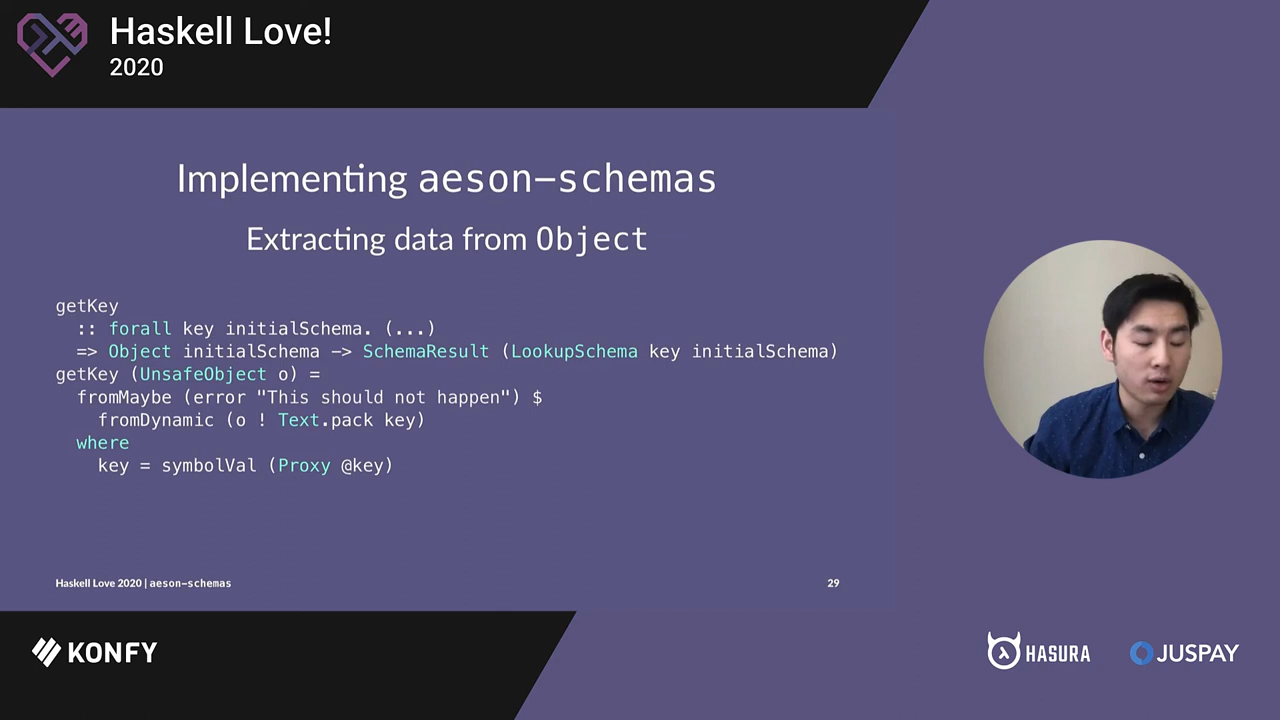 Haskell Love!
2020
Implementing aeson-schemas
Extracting data from Object
getKey
  :: forall key initialSchema. (...)
  => Object initialSchema -> SchemaResult (LookupSchema key initialSchema)
getKey (UnsafeObject o) =
  fromMaybe (error "This should not happen") $
    fromDynamic (o ! Text.pack key)
  where
    key = symbolVal (Proxy @key)
Haskell Love 2020 | aeson-schemas
29
KONFY
HASURA
JUSPAY